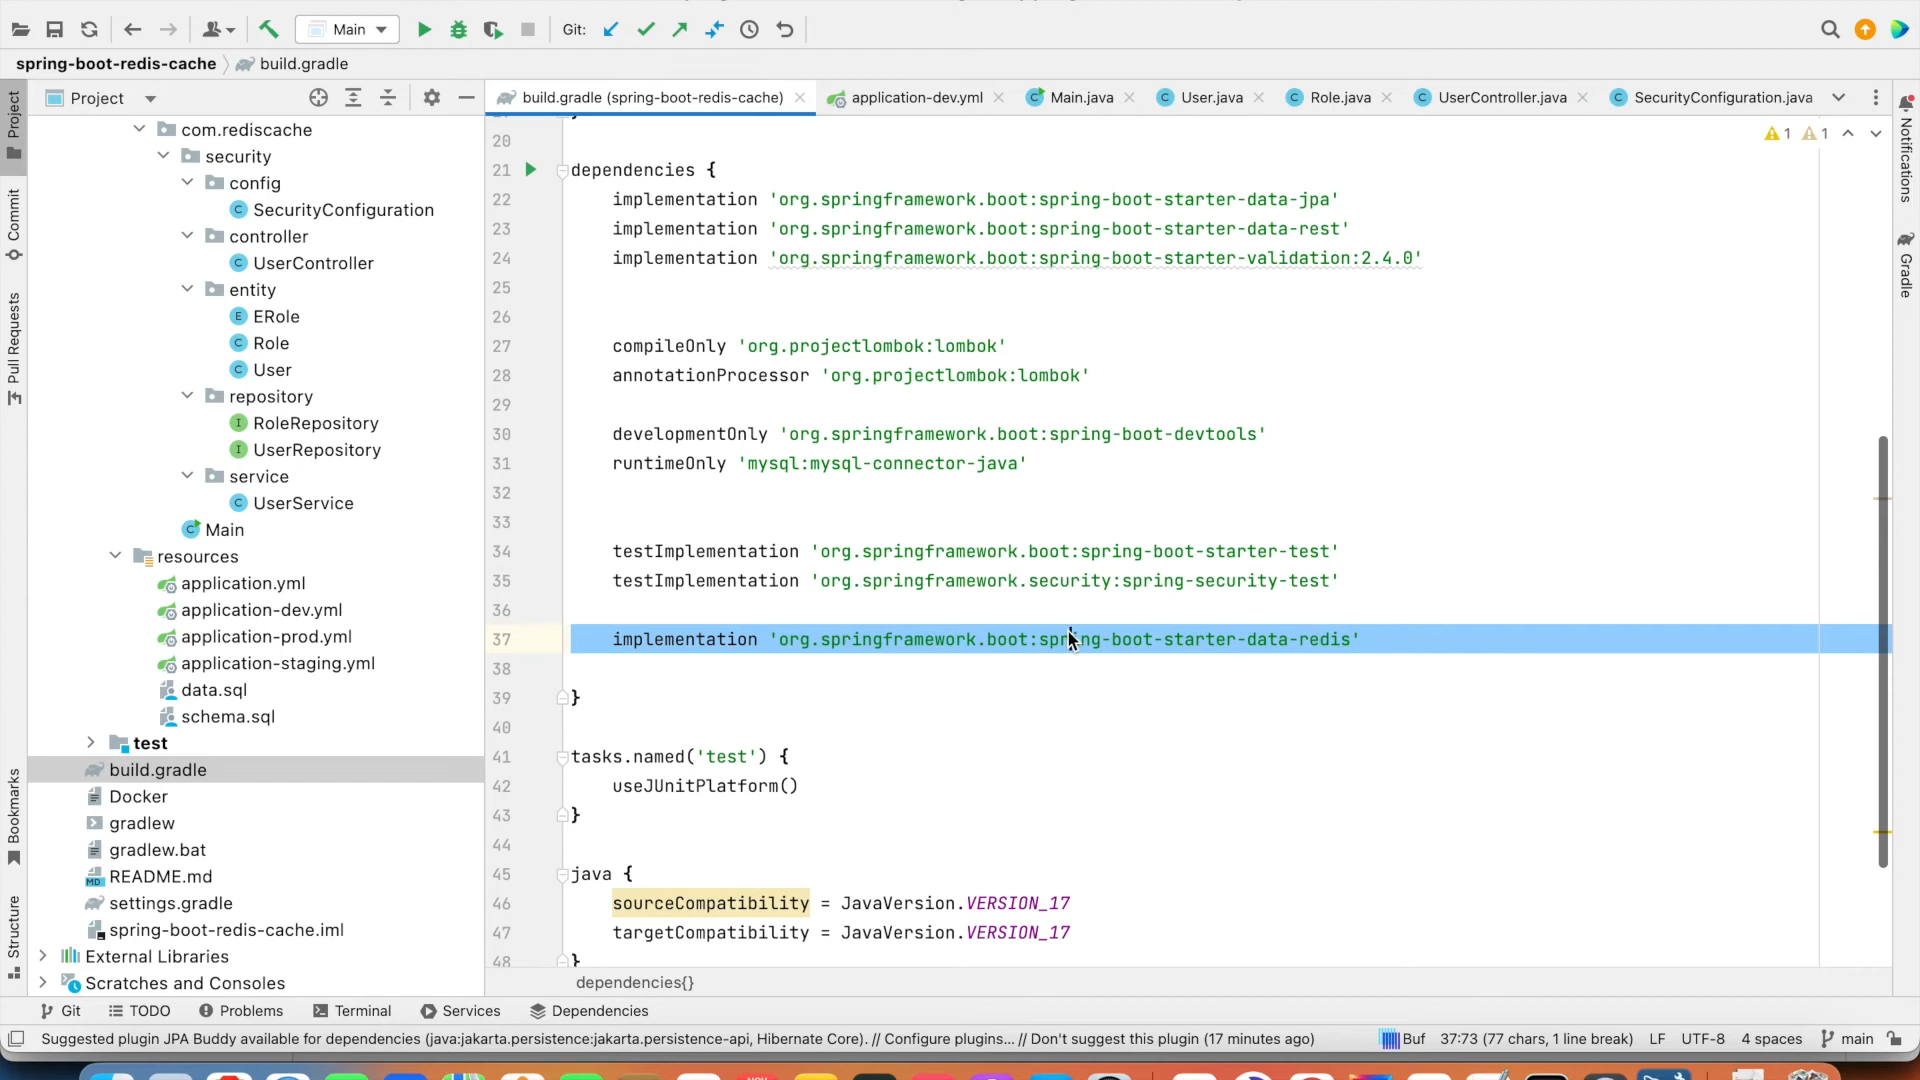 Main
Git:
spring-boot-redis-cache
build.gradle
Project
build.gradle (spring-boot-redis-cache)
application-dev.yml
Main.java
User.java
Role.java
UserController.java
SecurityConfiguration.java
Project
Commit
Pull Requests
Bookmarks
Structure
com.rediscache
security
config
SecurityConfiguration
controller
UserController
entity
ERole
Role
User
repository
RoleRepository
UserRepository
service
UserService
Main
resources
application.yml
application-dev.yml
application-prod.yml
application-staging.yml
data.sql
schema.sql
test
build.gradle
Docker
gradlew
gradlew.bat
README.md
settings.gradle
spring-boot-redis-cache.iml
External Libraries
Scratches and Consoles
1 1
20
21 dependencies {
22 implementation 'org.springframework.boot:spring-boot-starter-data-jpa'
23 implementation 'org.springframework.boot:spring-boot-starter-data-rest'
24 implementation 'org.springframework.boot:spring-boot-starter-validation:2.4.0'
25
26
27 compileOnly 'org.projectlombok:lombok'
28 annotationProcessor 'org.projectlombok:lombok'
29
30 developmentOnly 'org.springframework.boot:spring-boot-devtools'
31 runtimeOnly 'mysql:mysql-connector-java'
32
33
34 testImplementation 'org.springframework.boot:spring-boot-starter-test'
35 testImplementation 'org.springframework.security:spring-security-test'
36
37 implementation 'org.springframework.boot:spring-boot-starter-data-redis'
38
39 }
40
41 tasks.named('test') {
42 useJUnitPlatform()
43 }
44
45 java {
46 sourceCompatibility = JavaVersion.VERSION_17
47 targetCompatibility = JavaVersion.VERSION_17
48 }
dependencies{}
Notifications
Gradle
Git
TODO
Problems
Terminal
Services
Dependencies
Suggested plugin JPA Buddy available for dependencies (java:jakarta.persistence:jakarta.persistence-api, Hibernate Core). // Configure plugins... // Don't suggest this plugin (17 minutes ago)
Buf 37:73 (77 chars, 1 line break) LF UTF-8 4 spaces main